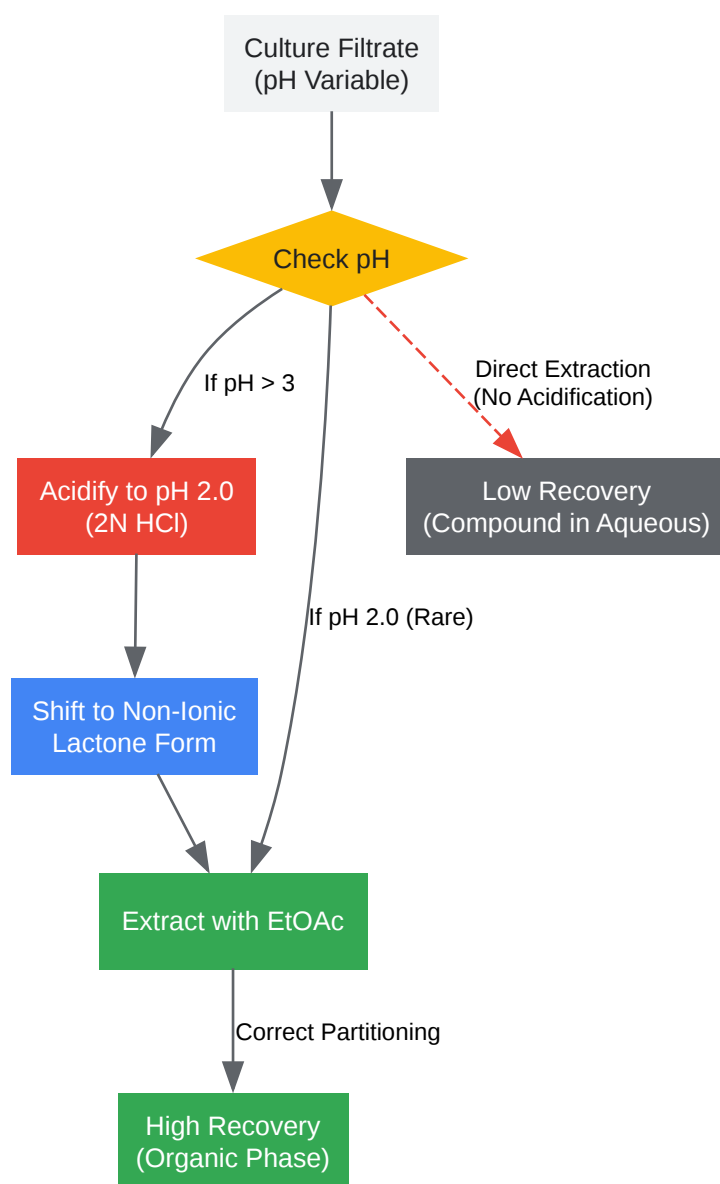 Culture Filtrate
(pH Variable)
Check pH
If pH > 3
Direct Extraction
(No Acidification)
Acidify to pH 2.0
(2N HCl)
Low Recovery
(Compound in Aqueous)
If pH 2.0 (Rare)
Shift to Non-Ionic
Lactone Form
Extract with EtOAc
Correct Partitioning
High Recovery
(Organic Phase)